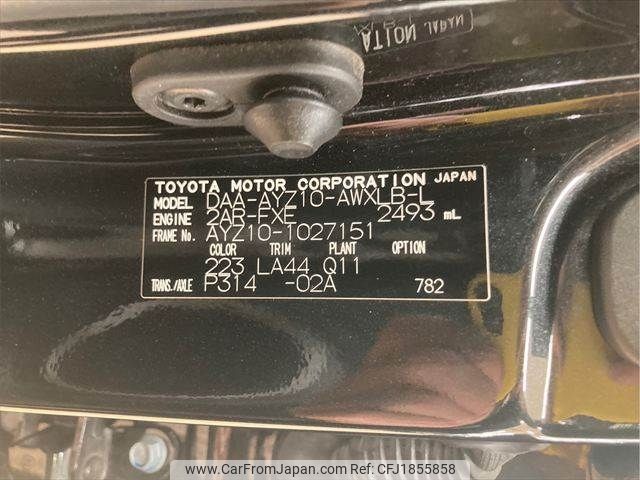 TOYOTA MOTOR CORPORATION JAPAN
MODEL DAA-AYZ10-AWXLB-L
ENGINE 2AR-FXE 2493 mL
FRAME No. AYZ10-1027151
COLOR TRIM PLANT OPTION
223 LA44 Q11
TRANS./AXLE P314 -02A 782
www.CarFromJapan.com - CFJ1855858